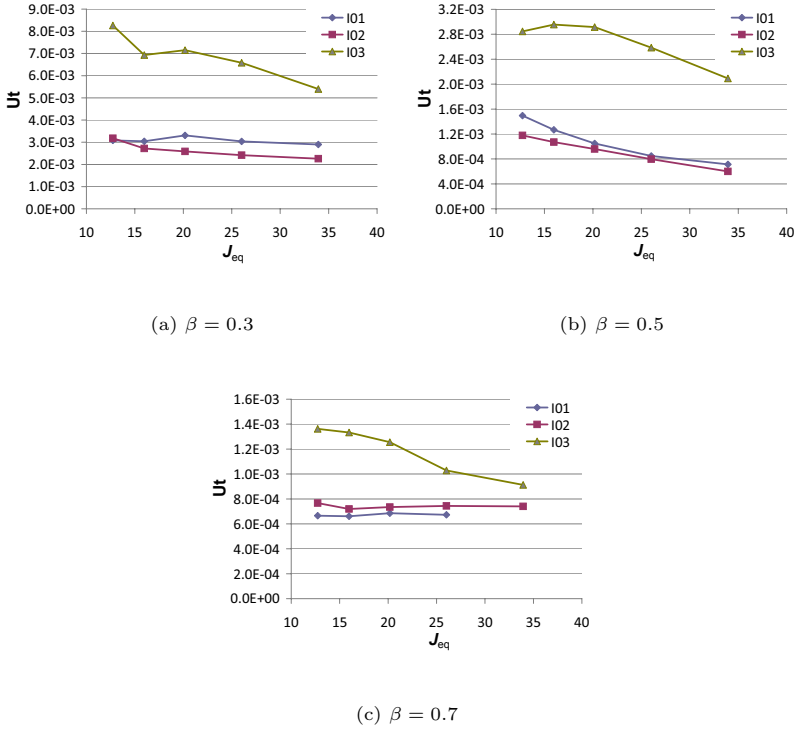 9.0E-03
8.0E-03
7.0E-03
6.0E-03
5.0E-03
4.0E-03
3.0E-03
2.0E-03
1.0E-03
0.0E+00
Ut
10 15 20 25 30 35 40
Jeq
I01
I02
I03
(a) β = 0.3
3.2E-03
2.8E-03
2.4E-03
2.0E-03
1.6E-03
1.2E-03
8.0E-04
4.0E-04
0.0E+00
Ut
10 15 20 25 30 35 40
Jeq
I01
I02
I03
(b) β = 0.5
1.6E-03
1.4E-03
1.2E-03
1.0E-03
8.0E-04
6.0E-04
4.0E-04
2.0E-04
0.0E+00
Ut
10 15 20 25 30 35 40
Jeq
I01
I02
I03
(c) β = 0.7